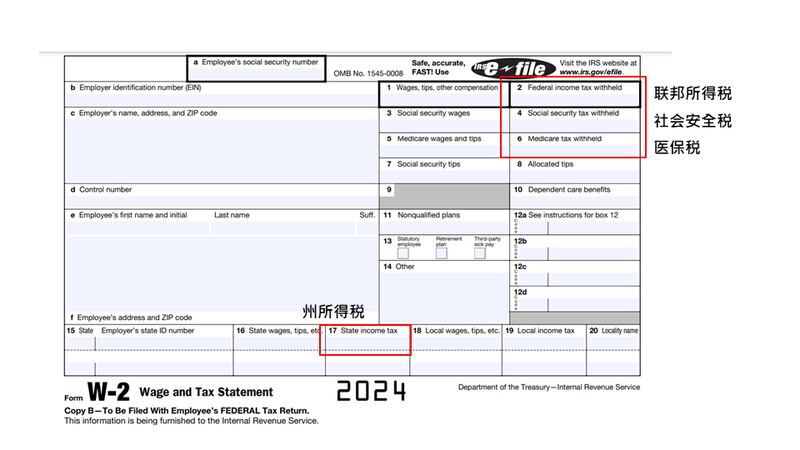 a Employee's social security number
OMB No. 1545-0008
Safe, accurate,
FAST! Use
IRS e-file
Visit the IRS website at
www.irs.gov/efile.
b Employer identification number (EIN)
1 Wages, tips, other compensation
2 Federal income tax withheld
联邦所得税
c Employer's name, address, and ZIP code
3 Social security wages
4 Social security tax withheld
社会安全税
5 Medicare wages and tips
6 Medicare tax withheld
医保税
7 Social security tips
8 Allocated tips
d Control number
9
10 Dependent care benefits
e Employee's first name and initial
Last name
Suff.
11 Nonqualified plans
12a See instructions for box 12
Code
13 Statutory employee
Retirement plan
Third-party sick pay
12b
Code
14 Other
12c
Code
12d
Code
f Employee's address and ZIP code
州所得税
15 State
Employer's state ID number
16 State wages, tips, etc.
17 State income tax
18 Local wages, tips, etc.
19 Local income tax
20 Locality name
Form W-2 Wage and Tax Statement
2024
Department of the Treasury—Internal Revenue Service
Copy B—To Be Filed With Employee's FEDERAL Tax Return.
This information is being furnished to the Internal Revenue Service.